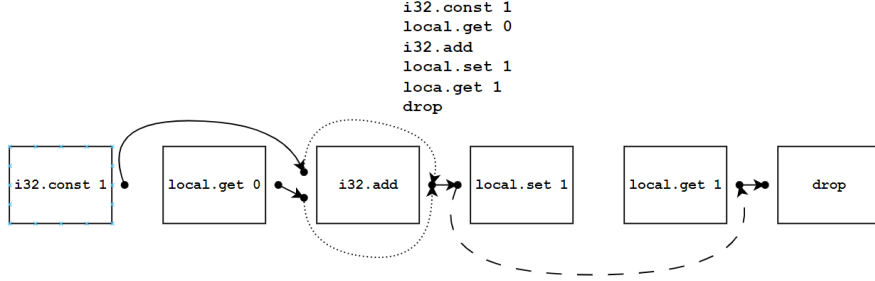 i32.const 1
local.get 0
i32.add
local.set 1
loca.get 1
drop
i32.const 1
local.get 0
i32.add
local.set 1
local.get 1
drop